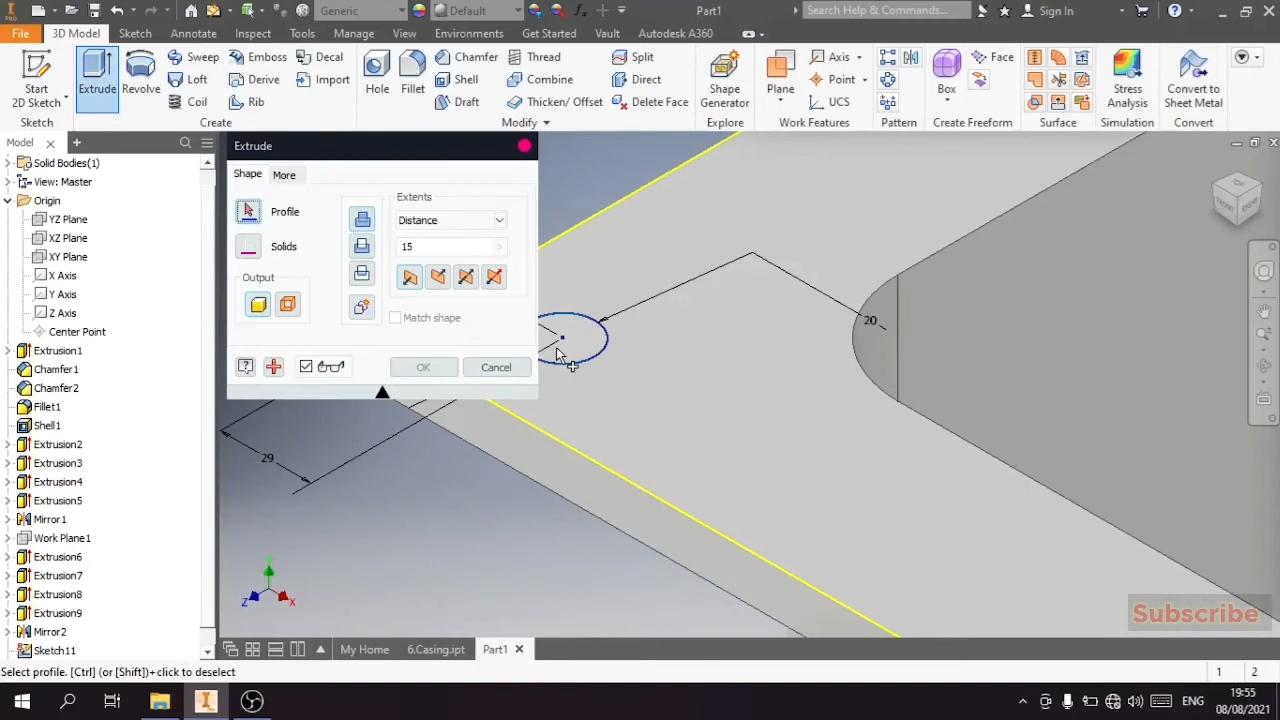 Generic
Default
Part1
Search Help & Commands...
Sign In
PRO
File
3D Model
Sketch
Annotate
Inspect
Tools
Manage
View
Environments
Get Started
Vault
Autodesk A360
Start
2D Sketch
Extrude
Revolve
Sweep
Loft
Coil
Emboss
Derive
Rib
Decal
Import
Hole
Fillet
Chamfer
Shell
Draft
Thread
Combine
Thicken/ Offset
Split
Direct
Delete Face
Shape
Generator
Plane
Axis
Point
UCS
Box
Face
Stress
Analysis
Convert to
Sheet Metal
Sketch
Create
Modify
Explore
Work Features
Pattern
Create Freeform
Surface
Simulation
Convert
Model
Solid Bodies(1)
View: Master
Origin
YZ Plane
XZ Plane
XY Plane
X Axis
Y Axis
Z Axis
Center Point
Extrusion1
Chamfer1
Chamfer2
Fillet1
Shell1
Extrusion2
Extrusion3
Extrusion4
Extrusion5
Mirror1
Work Plane1
Extrusion6
Extrusion7
Extrusion8
Extrusion9
Mirror2
Sketch11
Extrude
Shape
More
Profile
Solids
Output
Extents
Distance
15
Match shape
OK
Cancel
20
29
Z
X
Subscribe
My Home
6.Casing.ipt
Part1
Select profile. [Ctrl] (or [Shift])+click to deselect
1
2
ENG
19:55
08/08/2021